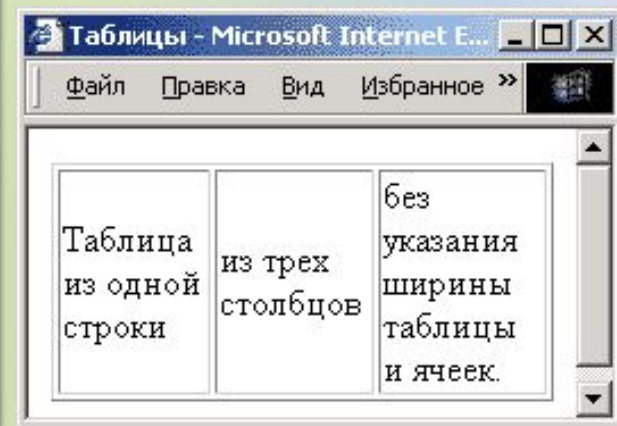 Таблицы - Microsoft Internet E...
Файл Правка Вид Избранное »
Таблица
из одной
строки
из трех
столбцов
без
указания
ширины
таблицы
и ячеек.